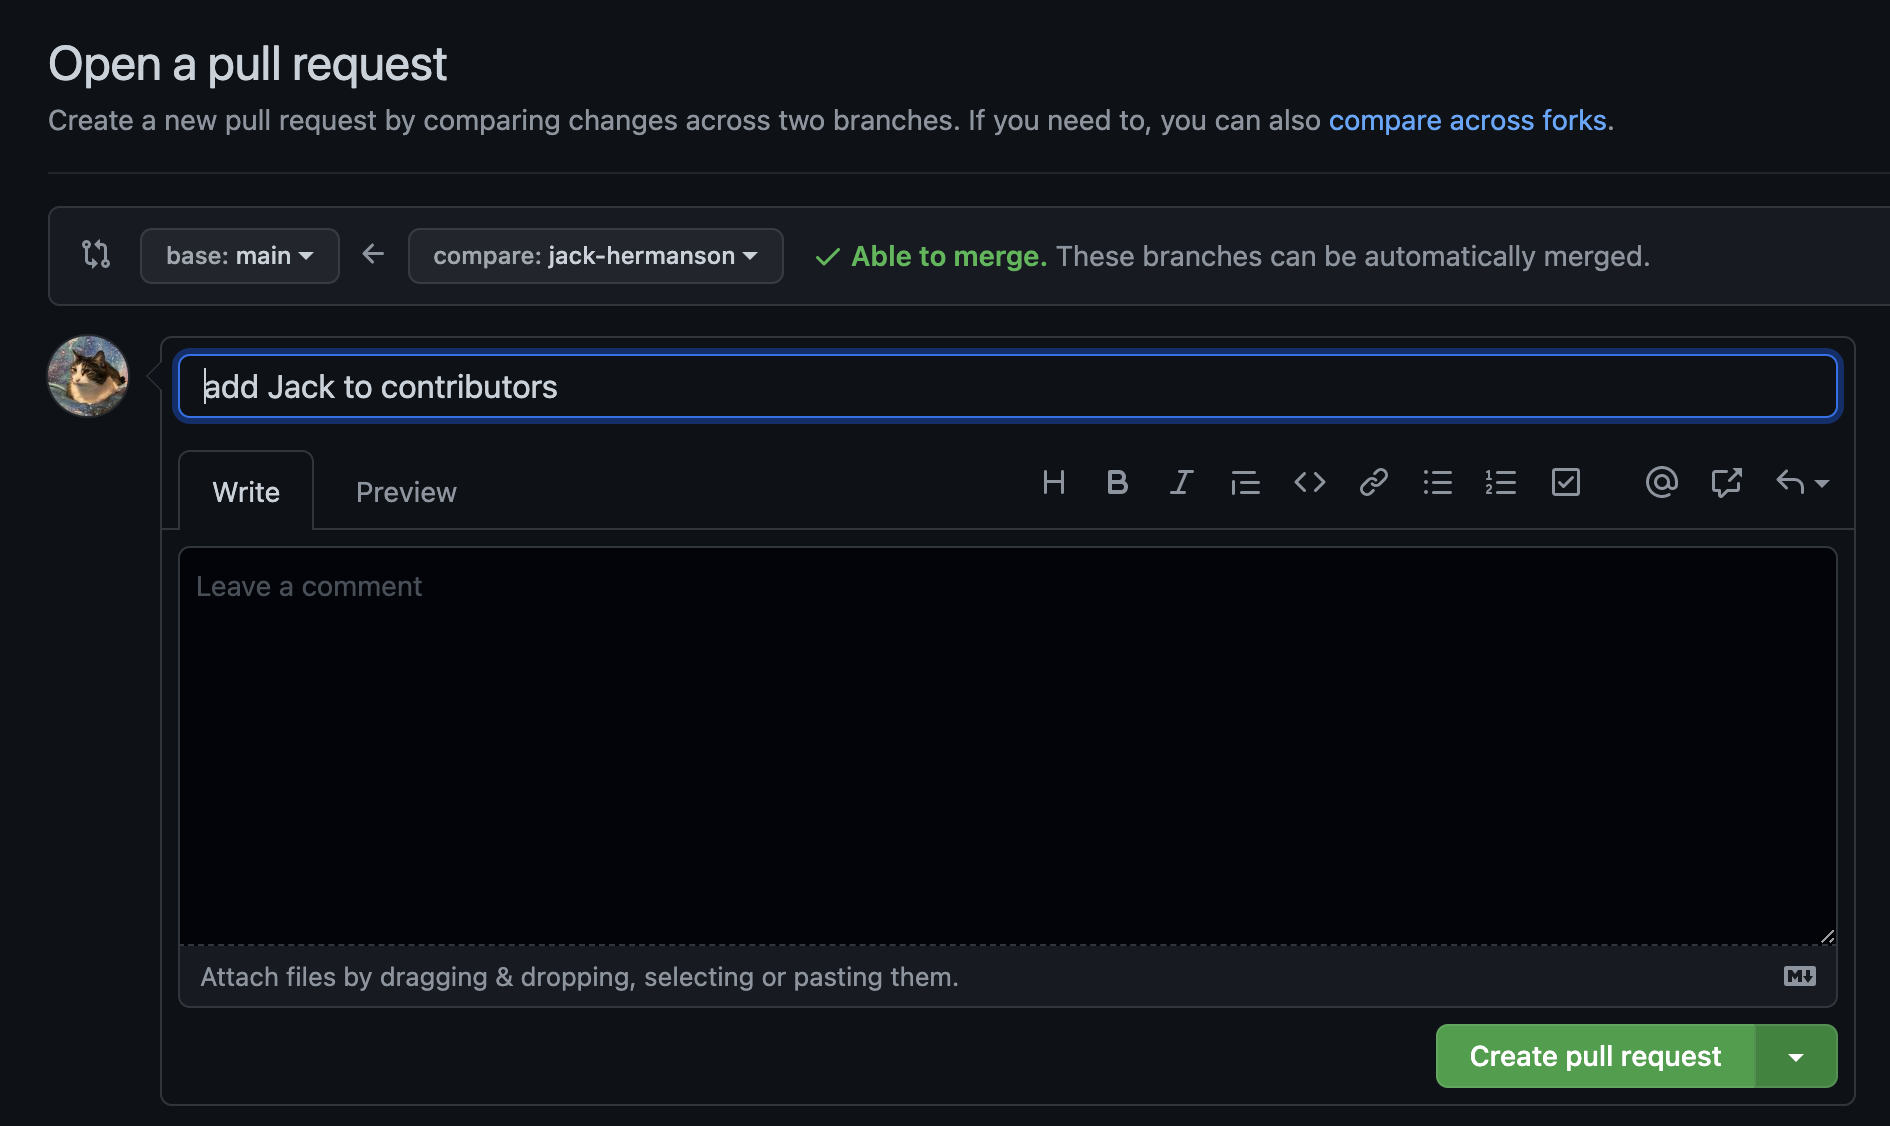 Open a pull request
Create a new pull request by comparing changes across two branches. If you need to, you can also compare across forks.
base: main compare: jack-hermanson Able to merge. These branches can be automatically merged.
add Jack to contributors
Write Preview H B I
Leave a comment
Attach files by dragging & dropping, selecting or pasting them. M
Create pull request